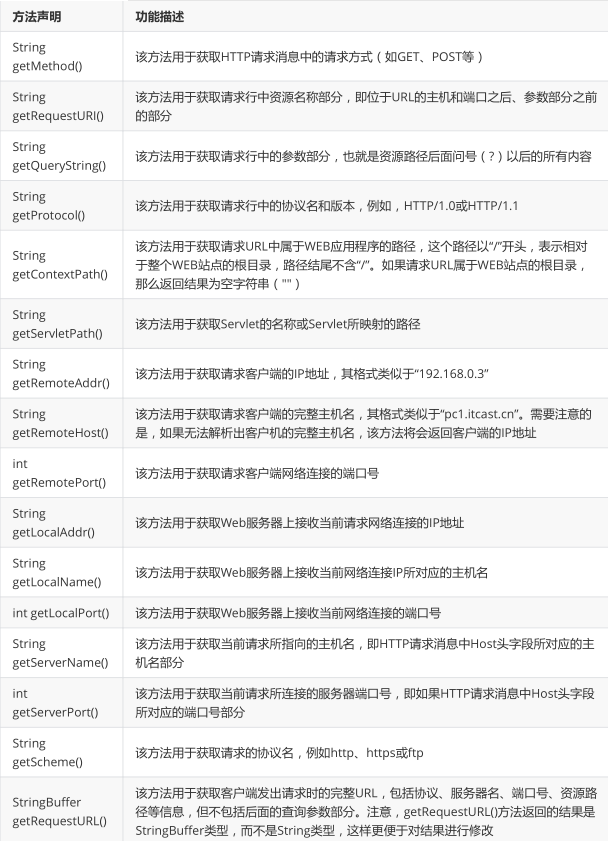 方法声明 功能描述
String
getMethod()
该方法用于获取HTTP请求消息中的请求方式（如GET、POST等）
String
getRequestURI()
该方法用于获取请求行中资源名称部分，即位于URL的主机和端口之后、参数部分之前
的部分
String
getQueryString()
该方法用于获取请求行中的参数部分，也就是资源路径后面问号（?）以后的所有内容
String
getProtocol()
该方法用于获取请求行中的协议名和版本，例如，HTTP/1.0或HTTP/1.1
String
getContextPath()
该方法用于获取请求URL中属于WEB应用程序的路径，这个路径以“/”开头，表示相对
于整个WEB站点的根目录，路径结尾不含“/”。如果请求URL属于WEB站点的根目录，
那么返回结果为空字符串（""）
String
getServletPath()
该方法用于获取Servlet的名称或Servlet所映射的路径
String
getRemoteAddr()
该方法用于获取请求客户端的IP地址，其格式类似于“192.168.0.3”
String
getRemoteHost()
该方法用于获取请求客户端的完整主机名，其格式类似于“pc1.itcast.cn”。需要注意的
是，如果无法解析出客户机的完整主机名，该方法将会返回客户端的IP地址
int
getRemotePort()
该方法用于获取请求客户端网络连接的端口号
String
getLocalAddr()
该方法用于获取Web服务器上接收当前请求网络连接的IP地址
String
getLocalName()
该方法用于获取Web服务器上接收当前网络连接IP所对应的主机名
int getLocalPort() 该方法用于获取Web服务器上接收当前网络连接的端口号
String
getServerName()
该方法用于获取当前请求所指向的主机名，即HTTP请求消息中Host头字段所对应的主
机名部分
int
getServerPort()
该方法用于获取当前请求所连接的服务器端口号，即如果HTTP请求消息中Host头字段
所对应的端口号部分
String
getScheme()
该方法用于获取请求的协议名，例如http、https或ftp
StringBuffer
getRequestURL()
该方法用于获取客户端发出请求时的完整URL，包括协议、服务器名、端口号、资源路
径等信息，但不包括后面的查询参数部分。注意，getRequestURL()方法返回的结果是
StringBuffer类型，而不是String类型，这样更便于对结果进行修改